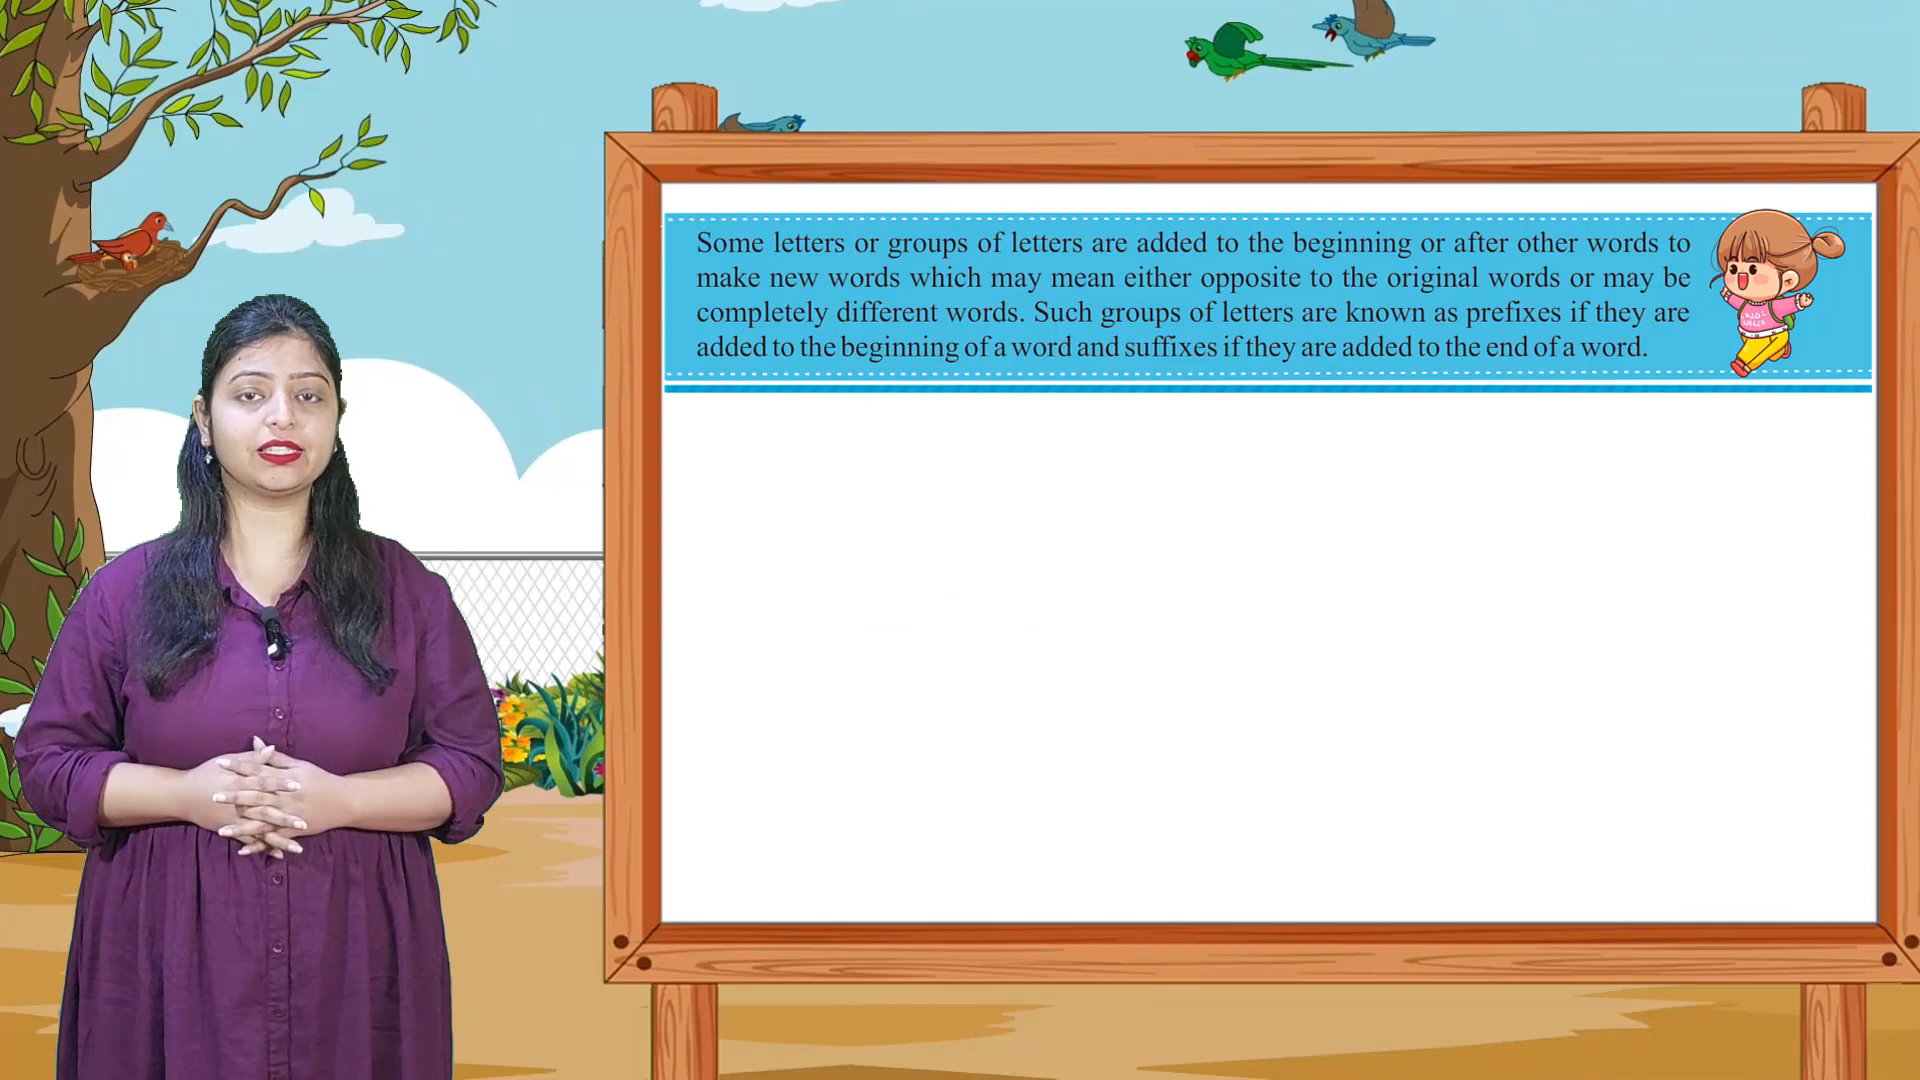 Some letters or groups of letters are added to the beginning or after other words to
make new words which may mean either opposite to the original words or may be
completely different words. Such groups of letters are known as prefixes if they are
added to the beginning of a word and suffixes if they are added to the end of a word.